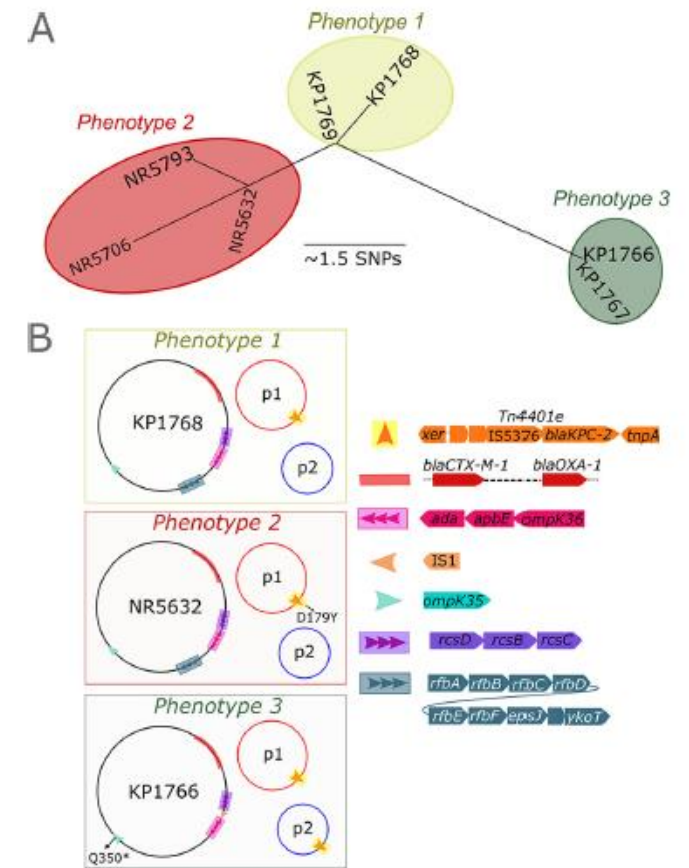 A
Phenotype 1
KP1769
KP1768
Phenotype 2
NR5793
NR5632
NR5706
Phenotype 3
KP1766
KP1767
~1.5 SNPs
B
Phenotype 1
KP1768
p1
p2
Phenotype 2
NR5632
p1
D179Y
p2
Phenotype 3
KP1766
p1
p2
Q350*
Tn4401e
xer IS5376 blaKPC-2 tnpA
blaCTX-M-1 blaOXA-1
ada apbE ompK36
IS1
ompK35
rcsD rcsB rcsC
rfbA rfbB rfbC rfbD
rfbE rfbF epsJ ykoT